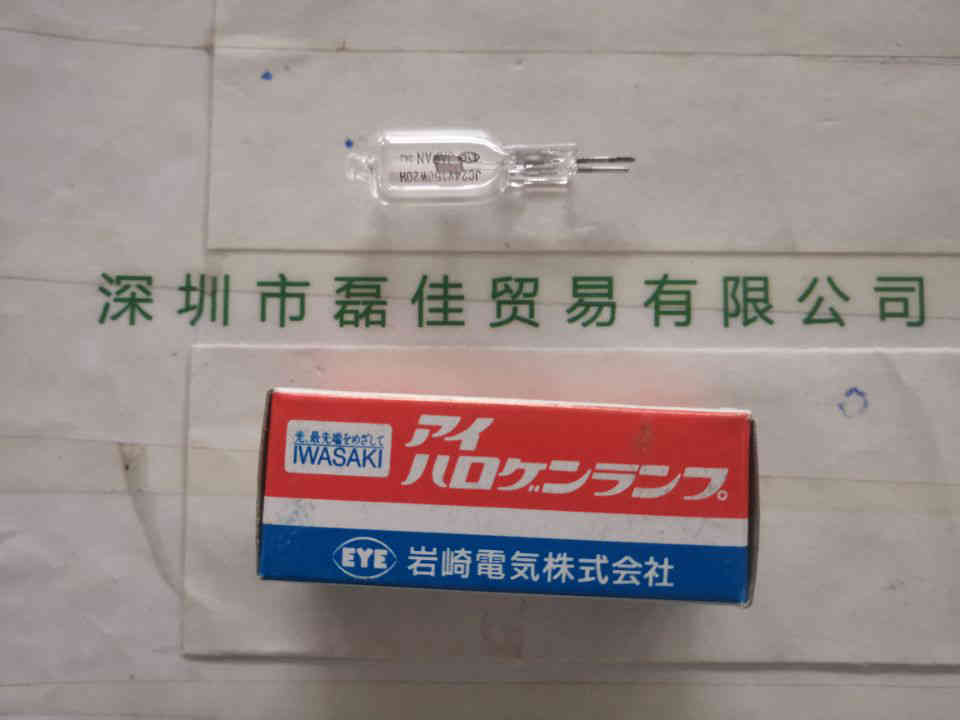 JAPAN
JC24V150W20H
深圳市磊佳贸易有限公司
光、最先端をめざして
IWASAKI
アイ
ハロゲンランプ。
EYE
岩崎電気株式会社